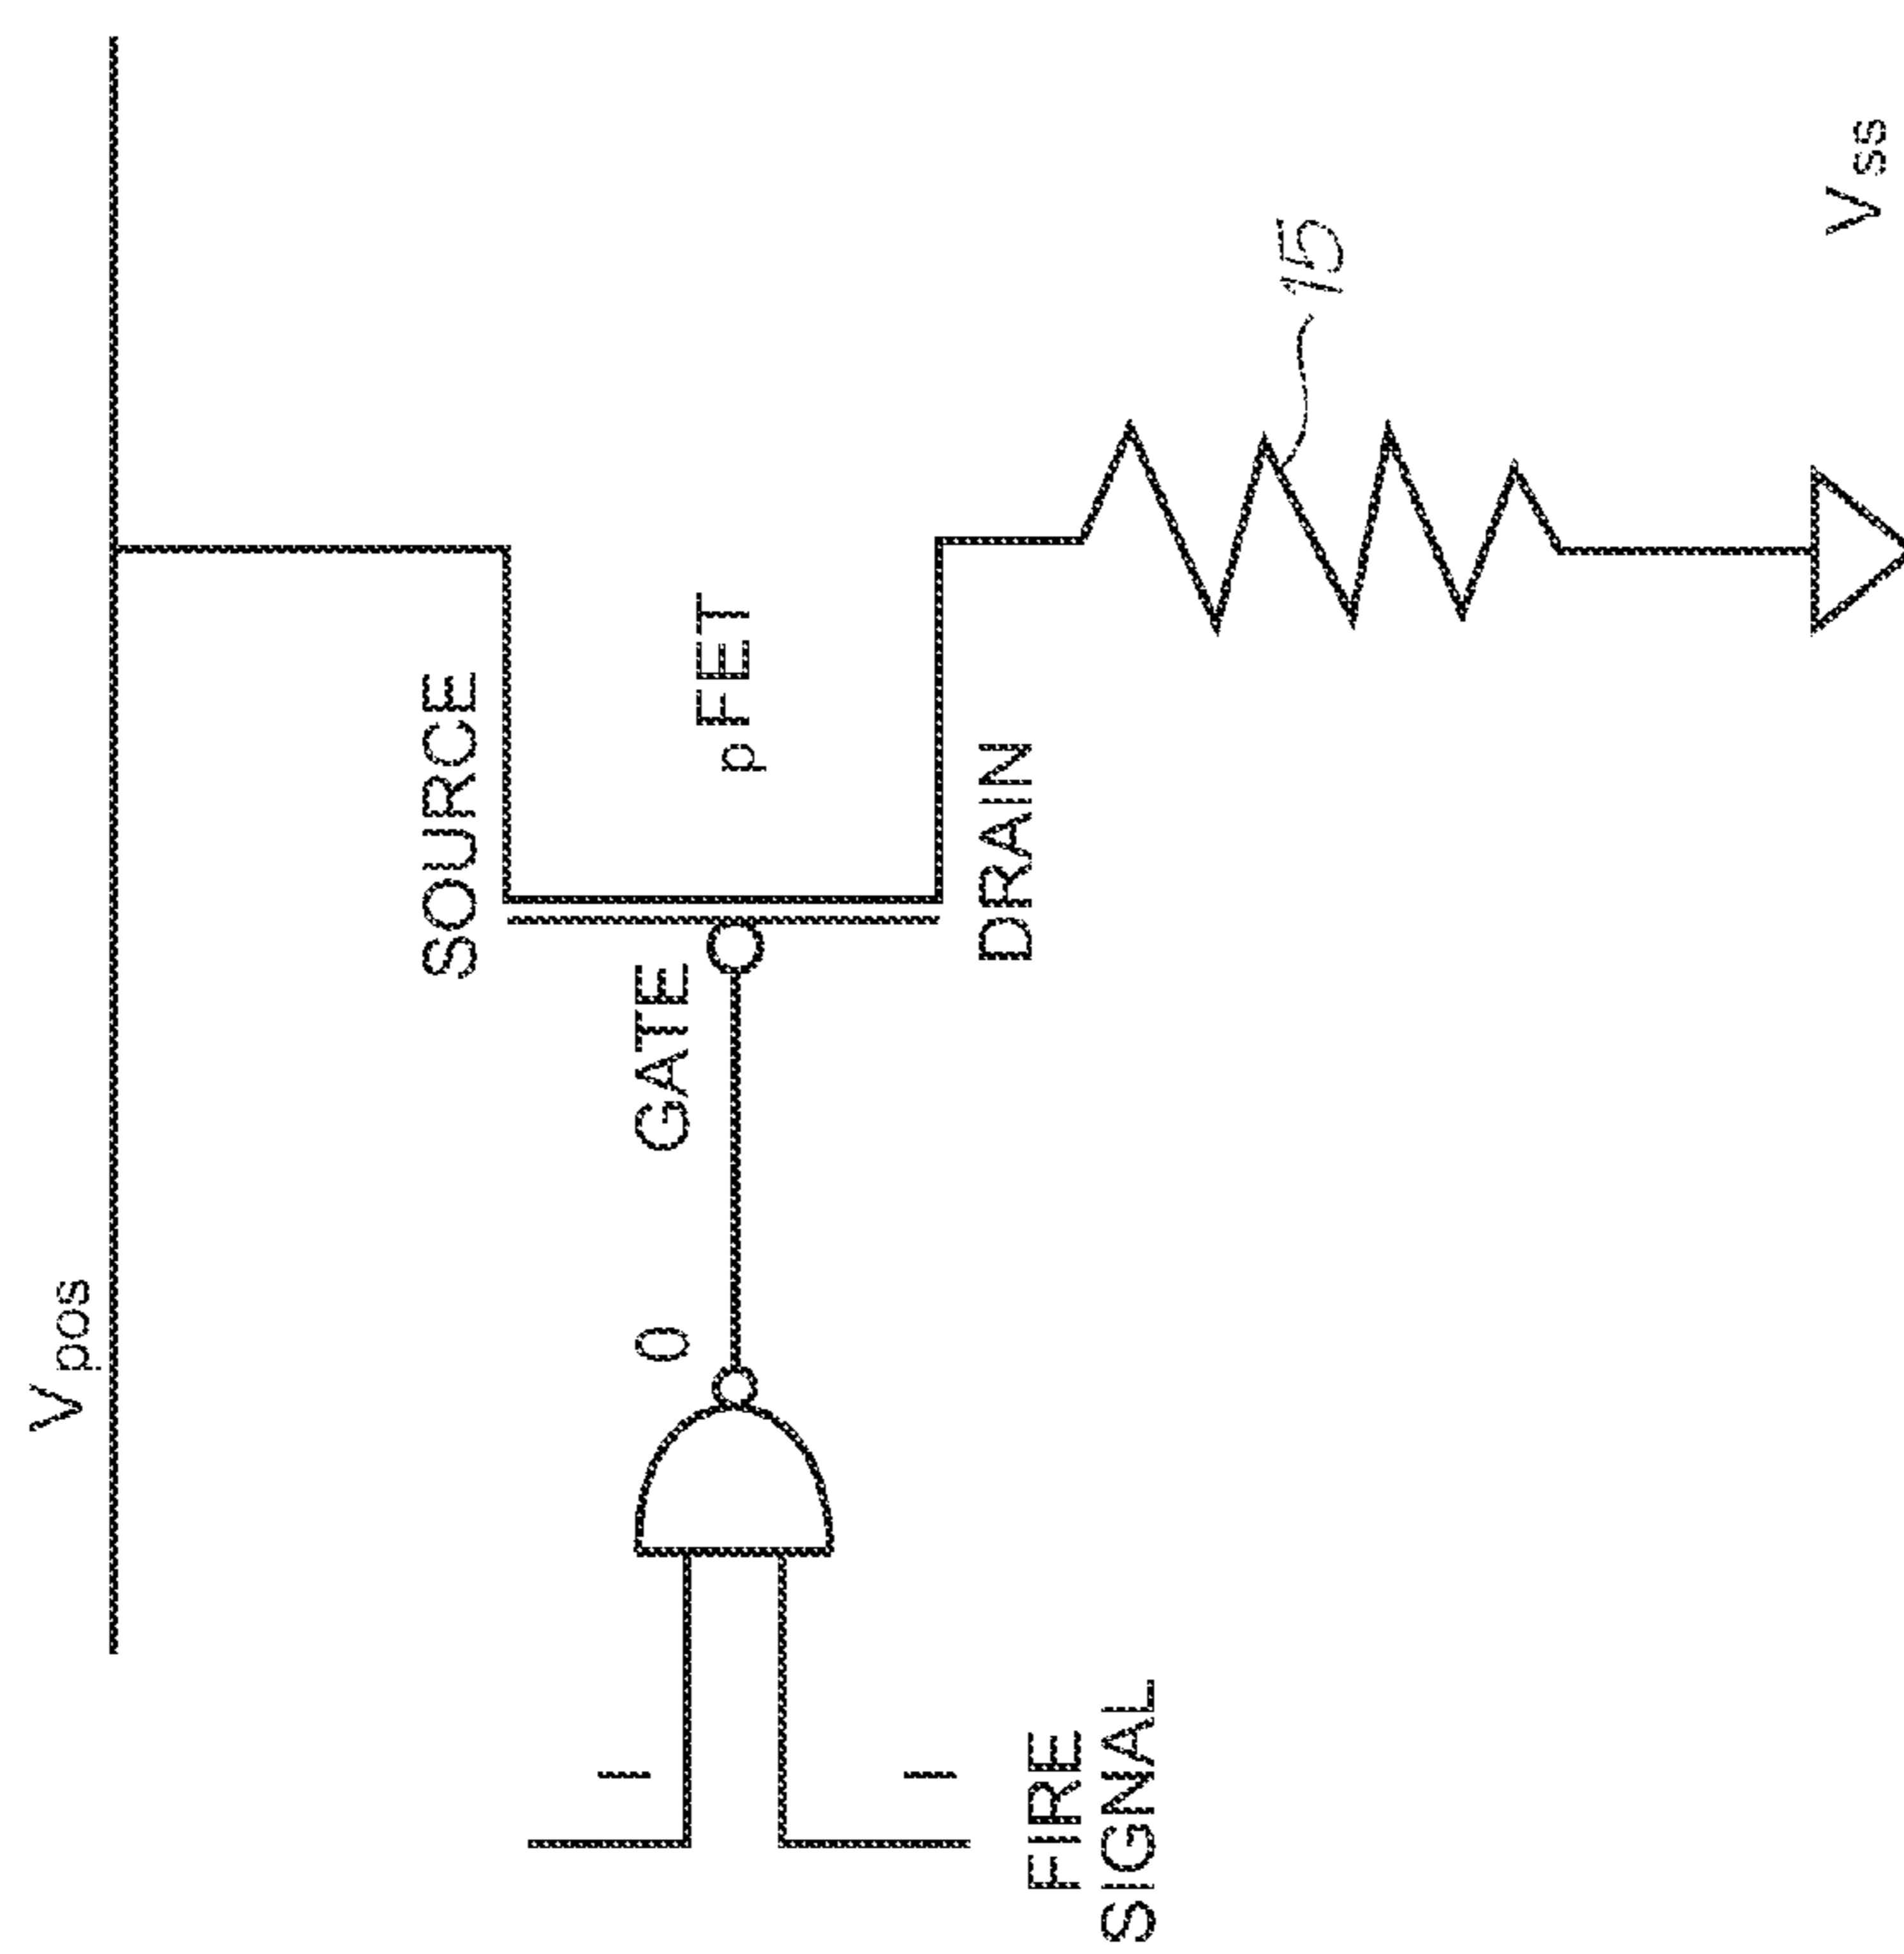 Vpos
SOURCE
GATE
0
pFET
DRAIN
1
1
FIRE
SIGNAL
15
Vss